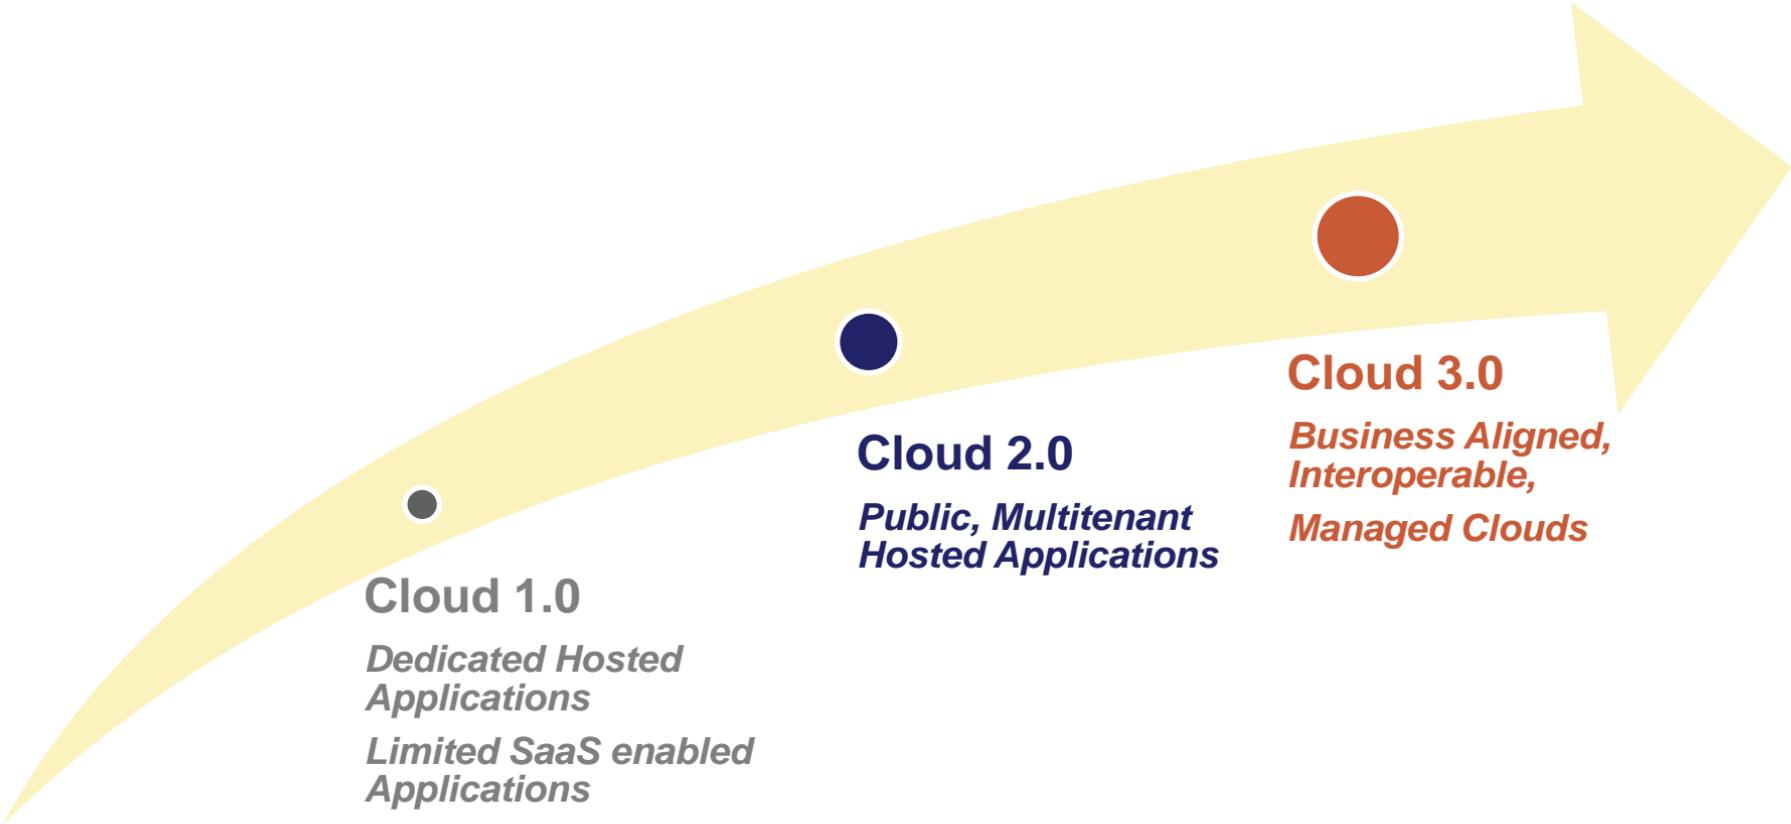 Cloud 1.0
Dedicated Hosted
Applications
Limited SaaS enabled
Applications
Cloud 2.0
Public, Multitenant
Hosted Applications
Cloud 3.0
Business Aligned,
Interoperable,
Managed Clouds